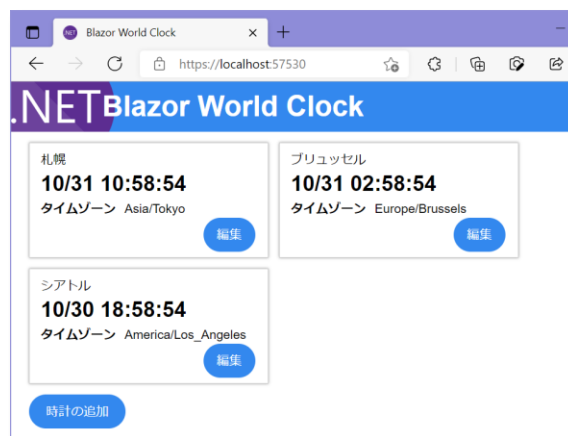 Blazor World Clock
https://localhost:57530
.NET Blazor World Clock
札幌
10/31 10:58:54
タイムゾーン Asia/Tokyo
編集
ブリュッセル
10/31 02:58:54
タイムゾーン Europe/Brussels
編集
シアトル
10/30 18:58:54
タイムゾーン America/Los_Angeles
編集
時計の追加